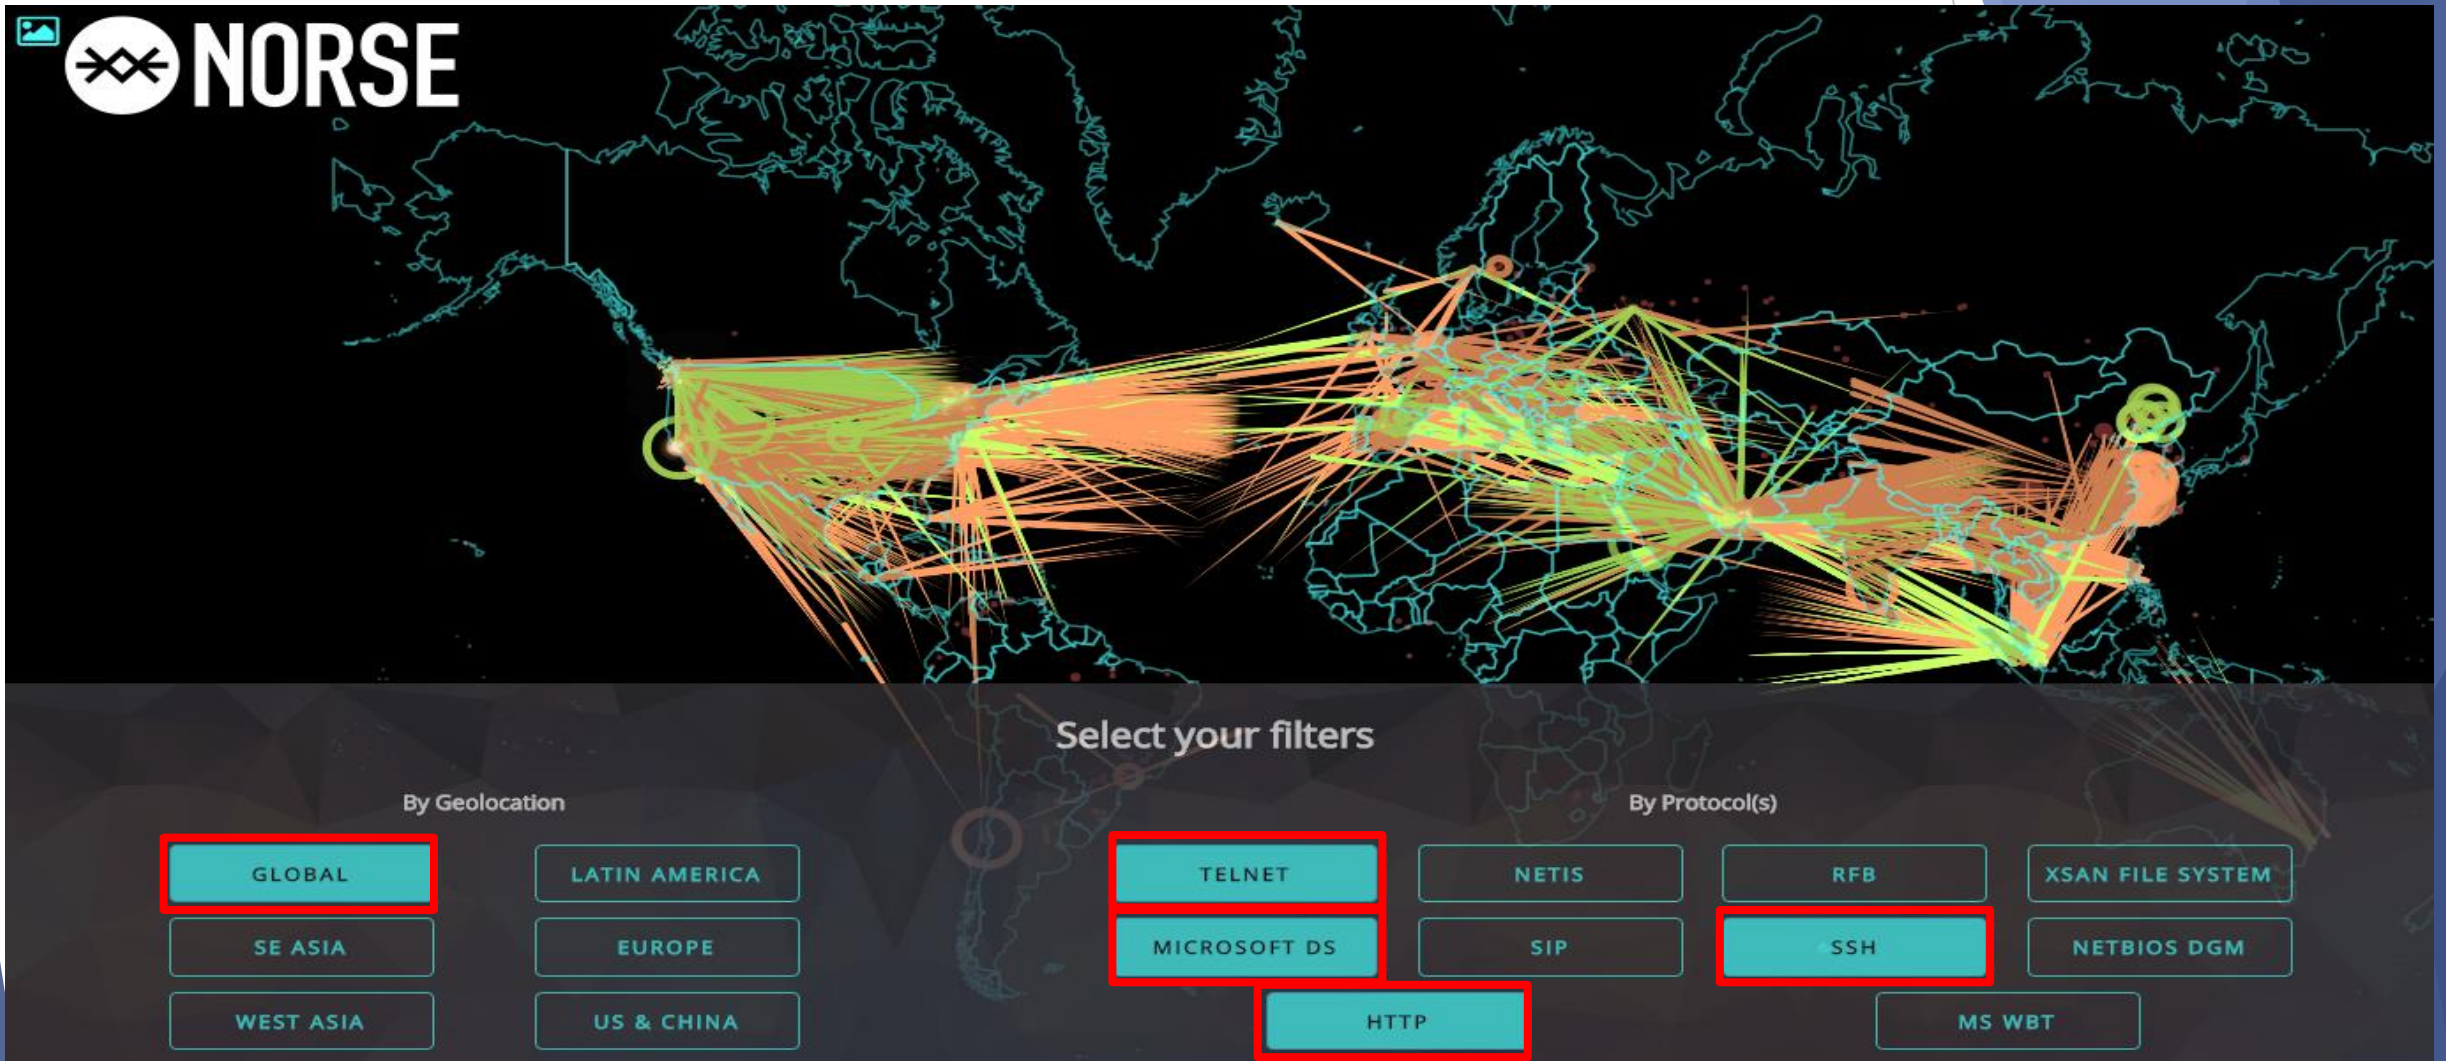 NORSE
Select your filters
By Geolocation
By Protocol(s)
GLOBAL
LATIN AMERICA
TELNET
NETIS
RFB
XSAN FILE SYSTEM
SE ASIA
EUROPE
MICROSOFT DS
SIP
SSH
NETBIOS DGM
WEST ASIA
US & CHINA
HTTP
MS WBT